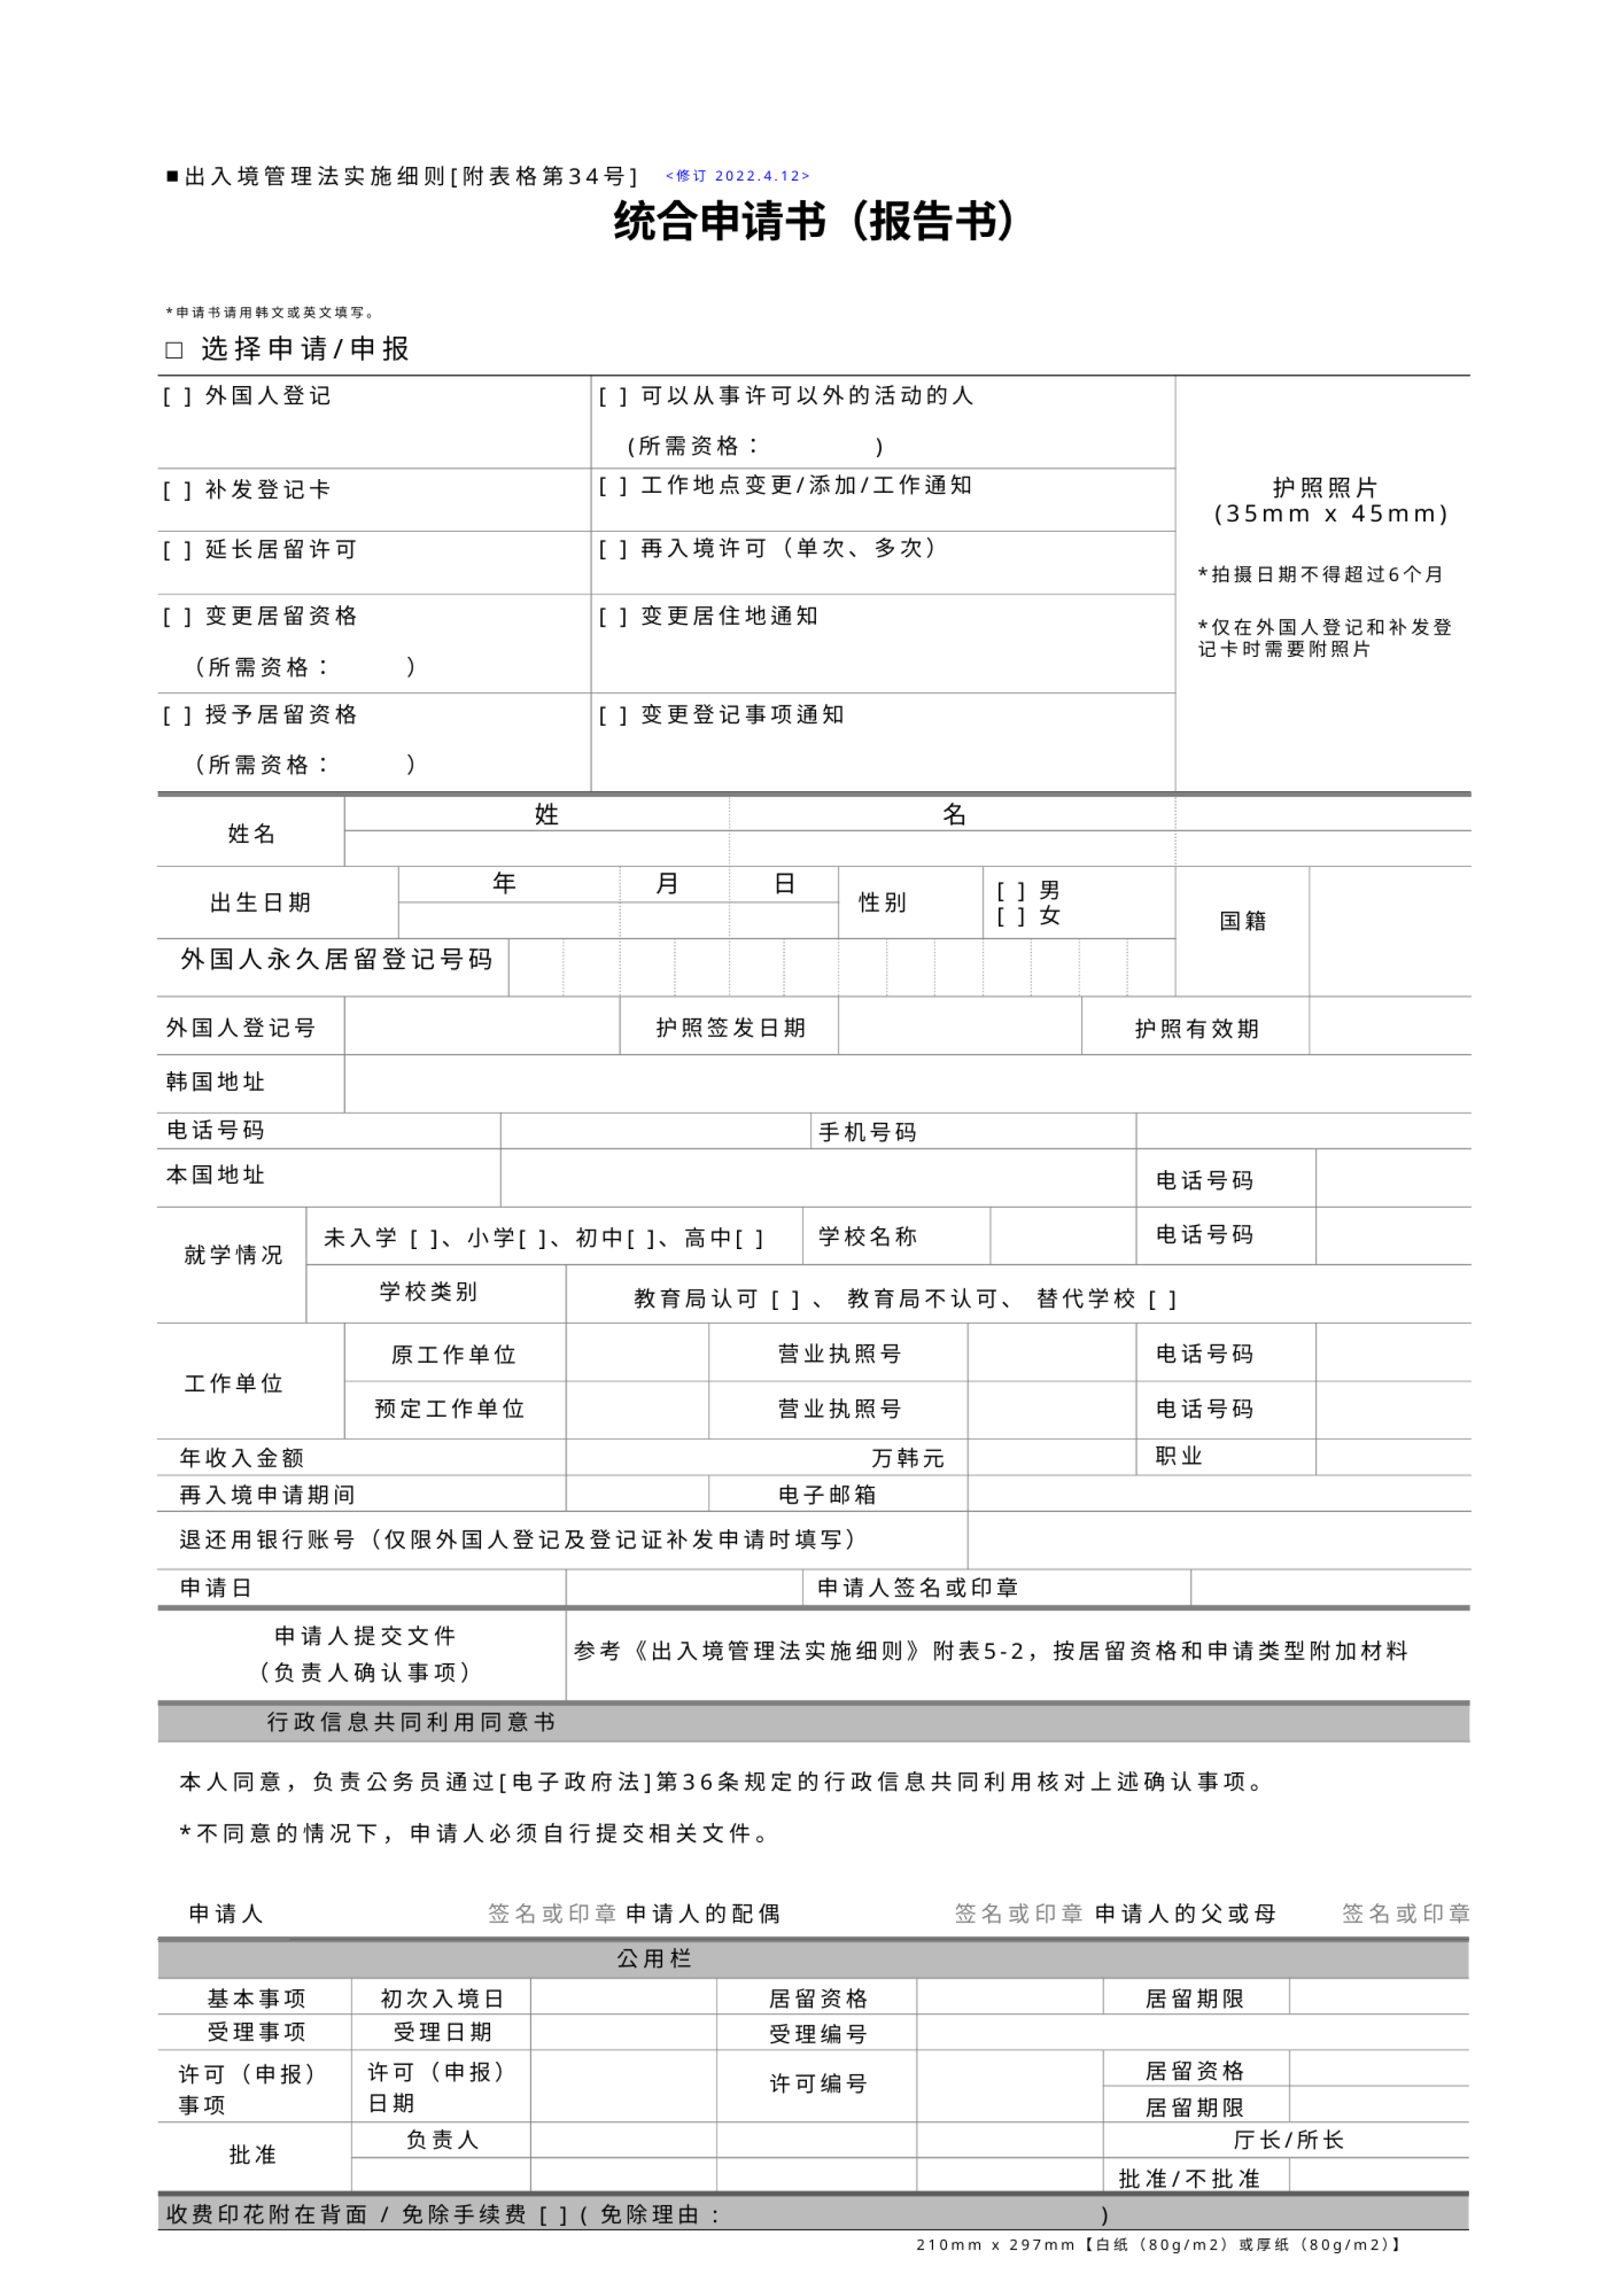 ■出入境管理法实施细则[附表格第34号] <修订 2022.4.12>
统合申请书（报告书）
*申请书请用韩文或英文填写。
□ 选择申请/申报
[ ] 外国人登记
[ ] 可以从事许可以外的活动的人
(所需资格： )
[ ] 补发登记卡
[ ] 工作地点变更/添加/工作通知
[ ] 延长居留许可
[ ] 再入境许可（单次、多次）
[ ] 变更居留资格
（所需资格： ）
[ ] 变更居住地通知
[ ] 授予居留资格
（所需资格： ）
[ ] 变更登记事项通知
护照照片
(35mm x 45mm)
*拍摄日期不得超过6个月
*仅在外国人登记和补发登
记卡时需要附照片
姓名 姓 名
出生日期 年 月 日 性别
[ ] 男
[ ] 女
国籍
外国人永久居留登记号码
外国人登记号 护照签发日期 护照有效期
韩国地址
电话号码 手机号码
本国地址 电话号码
就学情况 未入学 [ ]、小学[ ]、初中[ ]、高中[ ] 学校名称 电话号码
学校类别 教育局认可 [ ] 、 教育局不认可、 替代学校 [ ]
工作单位 原工作单位 营业执照号 电话号码
预定工作单位 营业执照号 电话号码
年收入金额 万韩元 职业
再入境申请期间 电子邮箱
退还用银行账号（仅限外国人登记及登记证补发申请时填写）
申请日 申请人签名或印章
申请人提交文件
（负责人确认事项）
参考《出入境管理法实施细则》附表5-2，按居留资格和申请类型附加材料
行政信息共同利用同意书
本人同意，负责公务员通过[电子政府法]第36条规定的行政信息共同利用核对上述确认事项。
*不同意的情况下，申请人必须自行提交相关文件。
申请人 签名或印章 申请人的配偶 签名或印章 申请人的父或母 签名或印章
公用栏
基本事项 初次入境日 居留资格 居留期限
受理事项 受理日期 受理编号
许可（申报）
事项
许可（申报）
日期
许可编号
居留资格
居留期限
批准 负责人 厅长/所长
批准/不批准
收费印花附在背面 / 免除手续费 [ ] ( 免除理由： )
210mm x 297mm【白纸（80g/m2）或厚纸（80g/m2)】